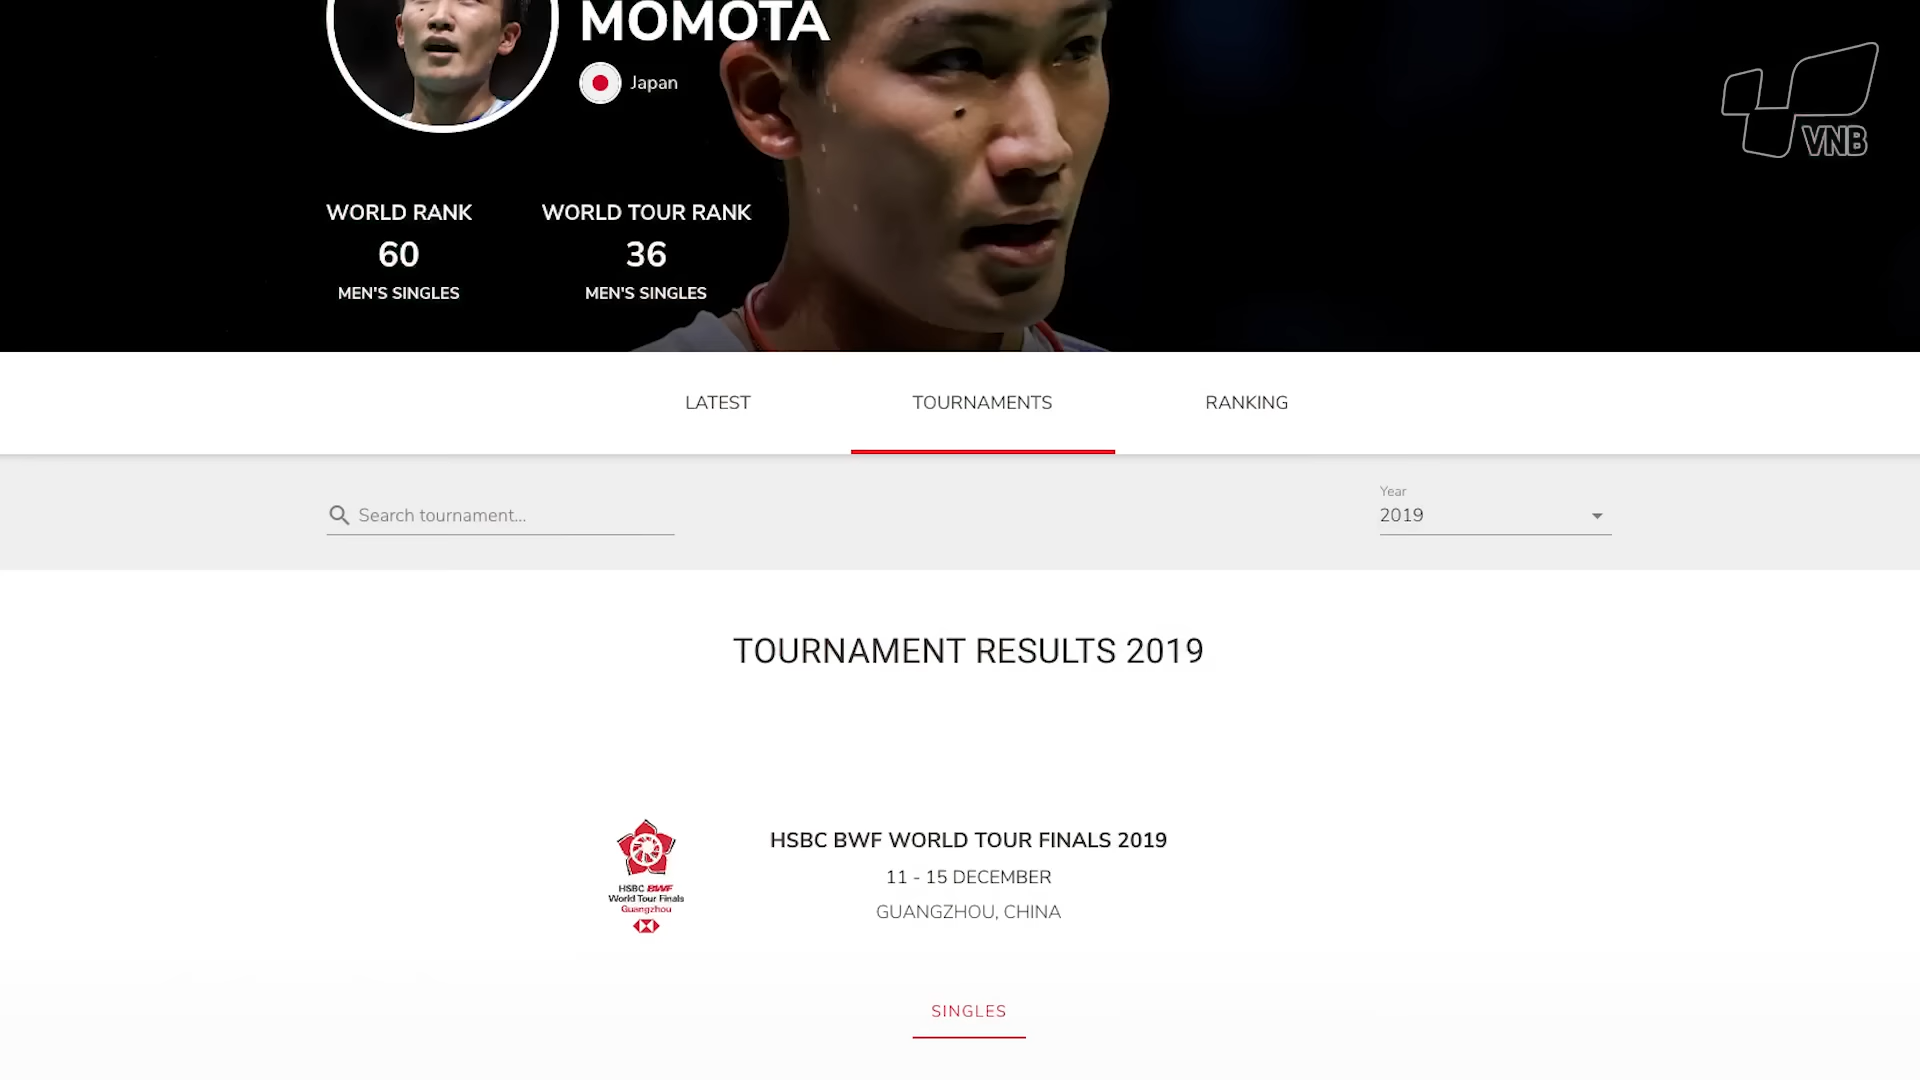 MOMOTA
Japan
VNB
WORLD RANK
60
MEN'S SINGLES
WORLD TOUR RANK
36
MEN'S SINGLES
LATEST
TOURNAMENTS
RANKING
Search tournament...
Year
2019
TOURNAMENT RESULTS 2019
HSBC BWF
World Tour Finals
Guangzhou
HSBC BWF WORLD TOUR FINALS 2019
11 - 15 DECEMBER
GUANGZHOU, CHINA
SINGLES